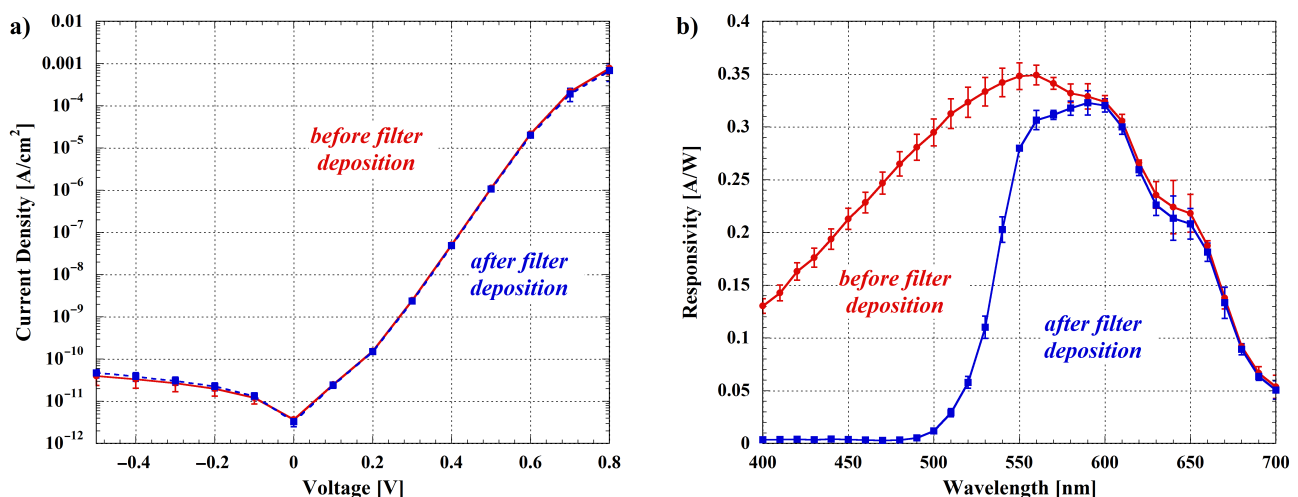 a)
Current Density [A/cm²]
0.001
10⁻⁴
10⁻⁵
10⁻⁶
10⁻⁷
10⁻⁸
10⁻⁹
10⁻¹⁰
10⁻¹¹
10⁻¹²
before filter
deposition
after filter
deposition
−0.4
−0.2
0
0.2
0.4
0.6
0.8
Voltage [V]
0.01
b)
Responsivity [A/W]
0.4
0.35
0.3
0.25
0.2
0.15
0.1
0.05
0
before filter
deposition
after filter
deposition
400
450
500
550
600
650
700
Wavelength [nm]